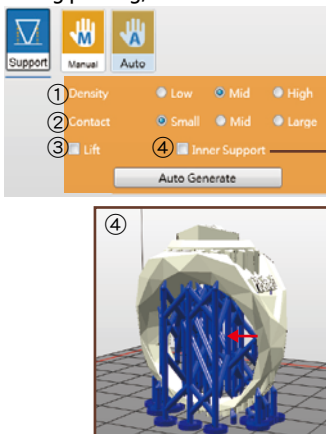 Support
Manual
Auto
① Density Low Mid High
② Contact Small Mid Large
③ Lift ④ Inner Support
Auto Generate
④